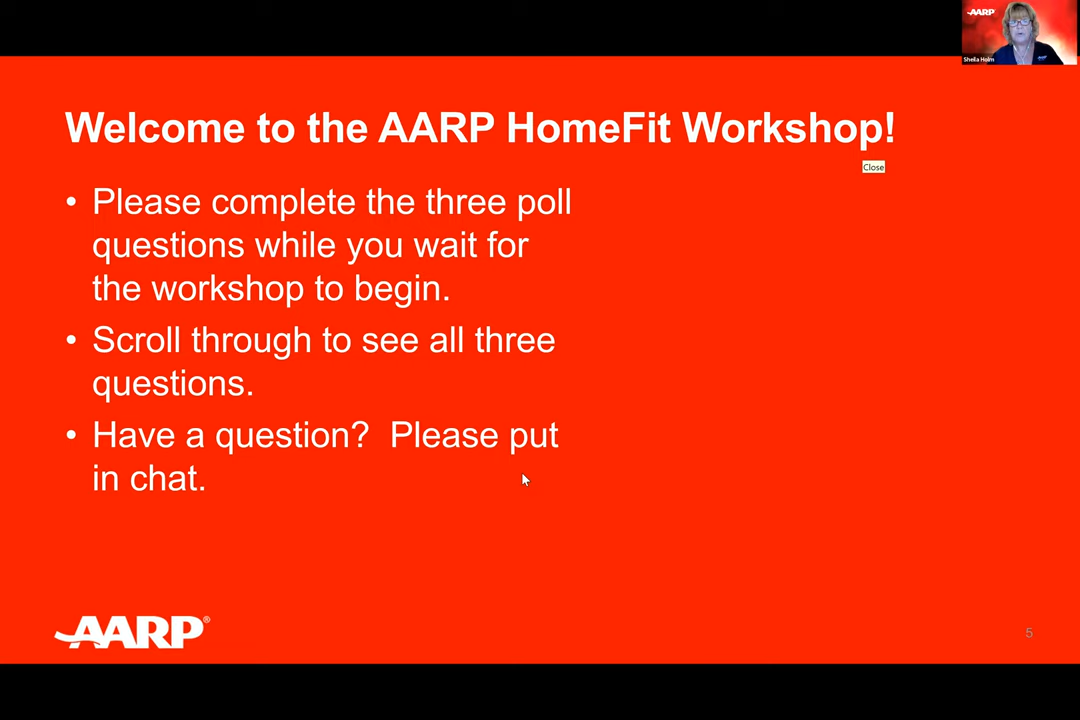 AARP
Sheila Holm
Welcome to the AARP HomeFit Workshop!
Close
• Please complete the three poll
questions while you wait for
the workshop to begin.
• Scroll through to see all three
questions.
• Have a question?  Please put
in chat.
AARP®
5